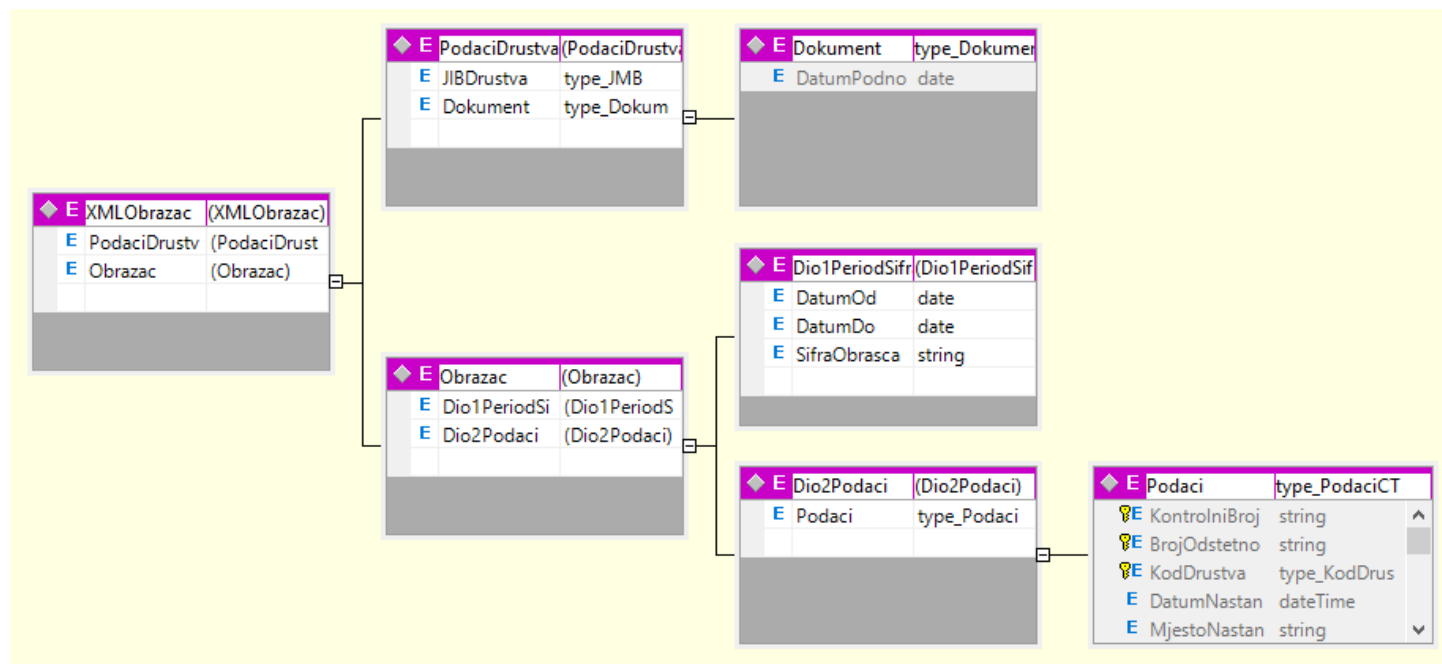 E XMLObrazac (XMLObrazac)
E PodaciDrustv (PodaciDrust
E Obrazac (Obrazac)
E PodaciDrustva (PodaciDrustva
E JIBDrustva type_JMB
E Dokument type_Dokum
E Dokument type_Dokumen
E DatumPodno date
E Obrazac (Obrazac)
E Dio1PeriodSi (Dio1PeriodS
E Dio2Podaci (Dio2Podaci)
E Dio1PeriodSifr (Dio1PeriodSif
E DatumOd date
E DatumDo date
E SifraObrasca string
E Dio2Podaci (Dio2Podaci)
E Podaci type_Podaci
E Podaci type_PodaciCT
E KontrolniBroj string
E BrojOdstetno string
E KodDrustva type_KodDrus
E DatumNastan dateTime
E MjestoNastan string